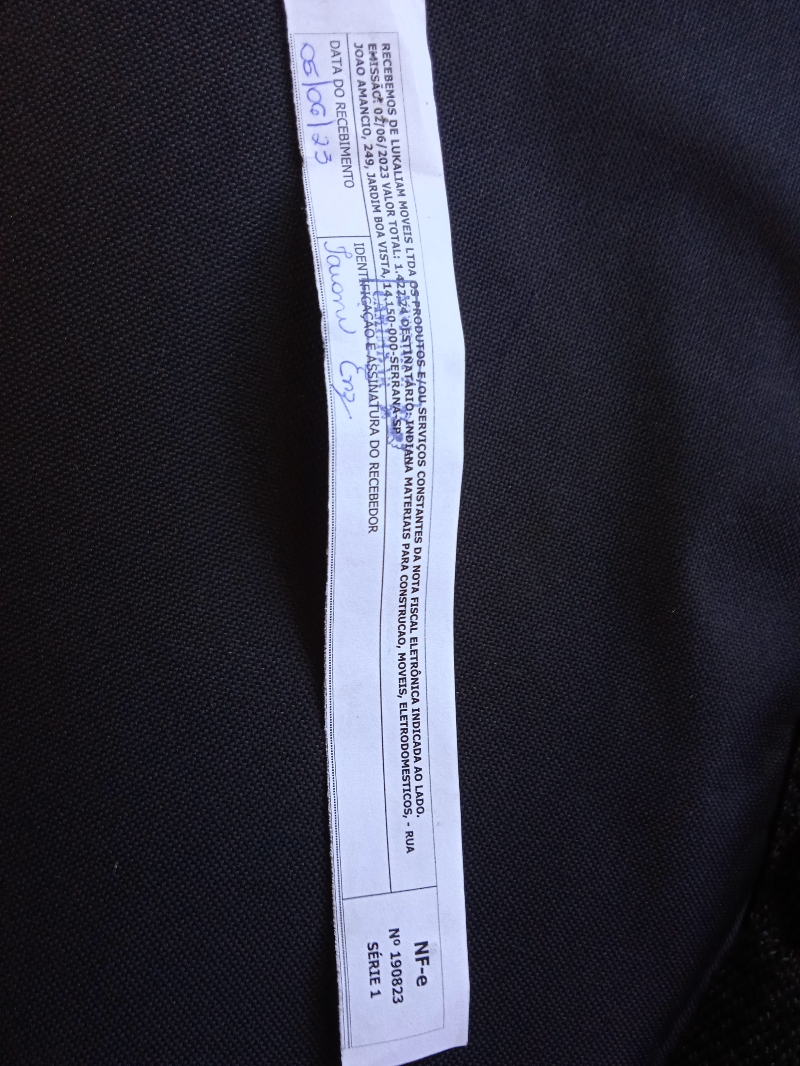 RECEBEMOS DE LUKALIAM MOVEIS LTDA OS PRODUTOS E/OU SERVIÇOS CONSTANTES DA NOTA FISCAL ELETRÔNICA INDICADA AO LADO.
EMISSÃO: 02/06/2023 VALOR TOTAL: 1.422,24 DESTINATÁRIO: INDIANA MATERIAIS PARA CONSTRUCAO, MOVEIS, ELETRODOMESTICOS, - RUA
JOAO AMANCIO, 249, JARDIM BOA VISTA, 14.150-000-SERRANA-SP
DATA DO RECEBIMENTO
05/06/23
IDENTIFICAÇÃO E ASSINATURA DO RECEBEDOR
NF-e
Nº 190823
SÉRIE 1